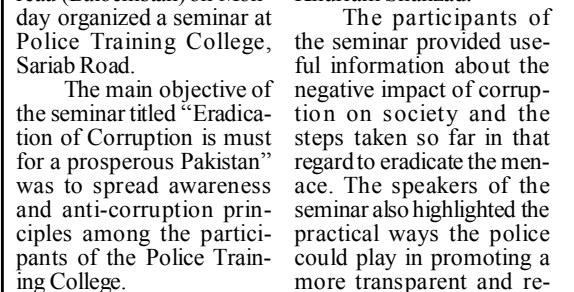 day organized a seminar at
Police Training College,
Sariab Road.
The main objective of
the seminar titled “Eradica-
tion of Corruption is must
for a prosperous Pakistan”
was to spread awareness
and anti-corruption prin-
ciples among the partici-
pants of the Police Train-
ing College.
The participants of
the seminar provided use-
ful information about the
negative impact of corrup-
tion on society and the
steps taken so far in that
regard to eradicate the men-
ace. The speakers of the
seminar also highlighted the
practical ways the police
could play in promoting a
more transparent and re-